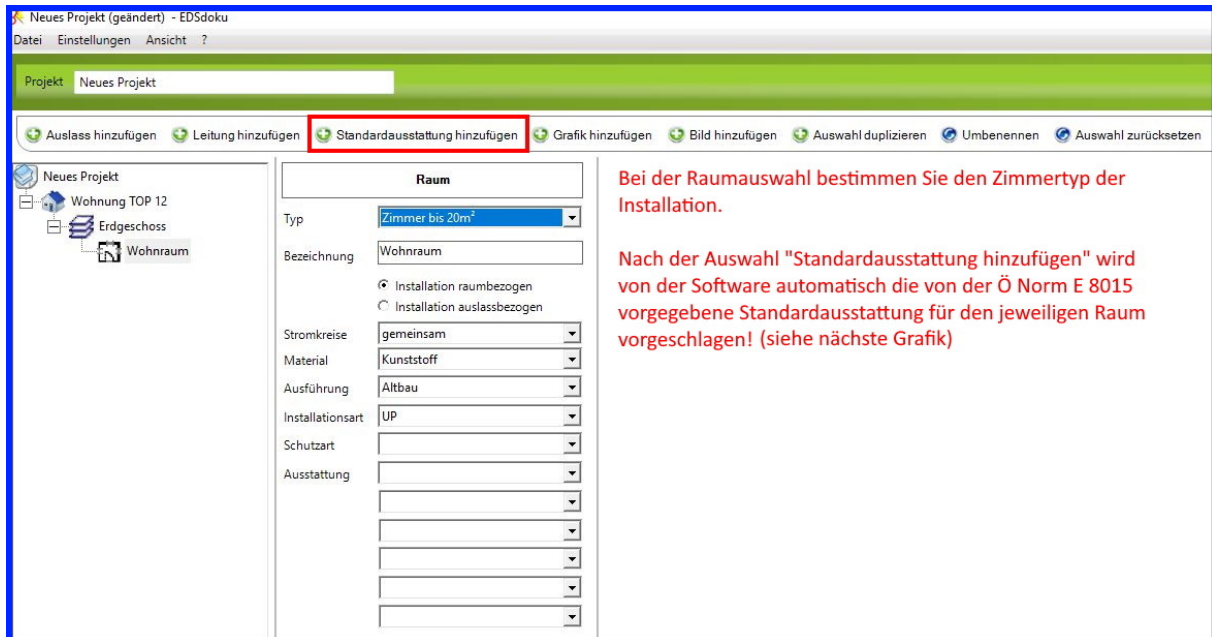 Neues Projekt (geändert) - EDSdoku
Datei Einstellungen Ansicht ?
Projekt Neues Projekt
Auslass hinzufügen Leitung hinzufügen Standardausstattung hinzufügen Grafik hinzufügen Bild hinzufügen Auswahl duplizieren Umbenennen Auswahl zurücksetzen
Neues Projekt
Wohnung TOP 12
Erdgeschoss
Wohnraum
Raum
Typ Zimmer bis 20m²
Bezeichnung Wohnraum
Installation raumbezogen
Installation auslassbezogen
Stromkreise gemeinsam
Material Kunststoff
Ausführung Altbau
Installationsart UP
Schutzart
Ausstattung
Bei der Raumauswahl bestimmen Sie den Zimmertyp der
Installation.
Nach der Auswahl "Standardausstattung hinzufügen" wird
von der Software automatisch die von der Ö Norm E 8015
vorgegebene Standardausstattung für den jeweiligen Raum
vorgeschlagen! (siehe nächste Grafik)